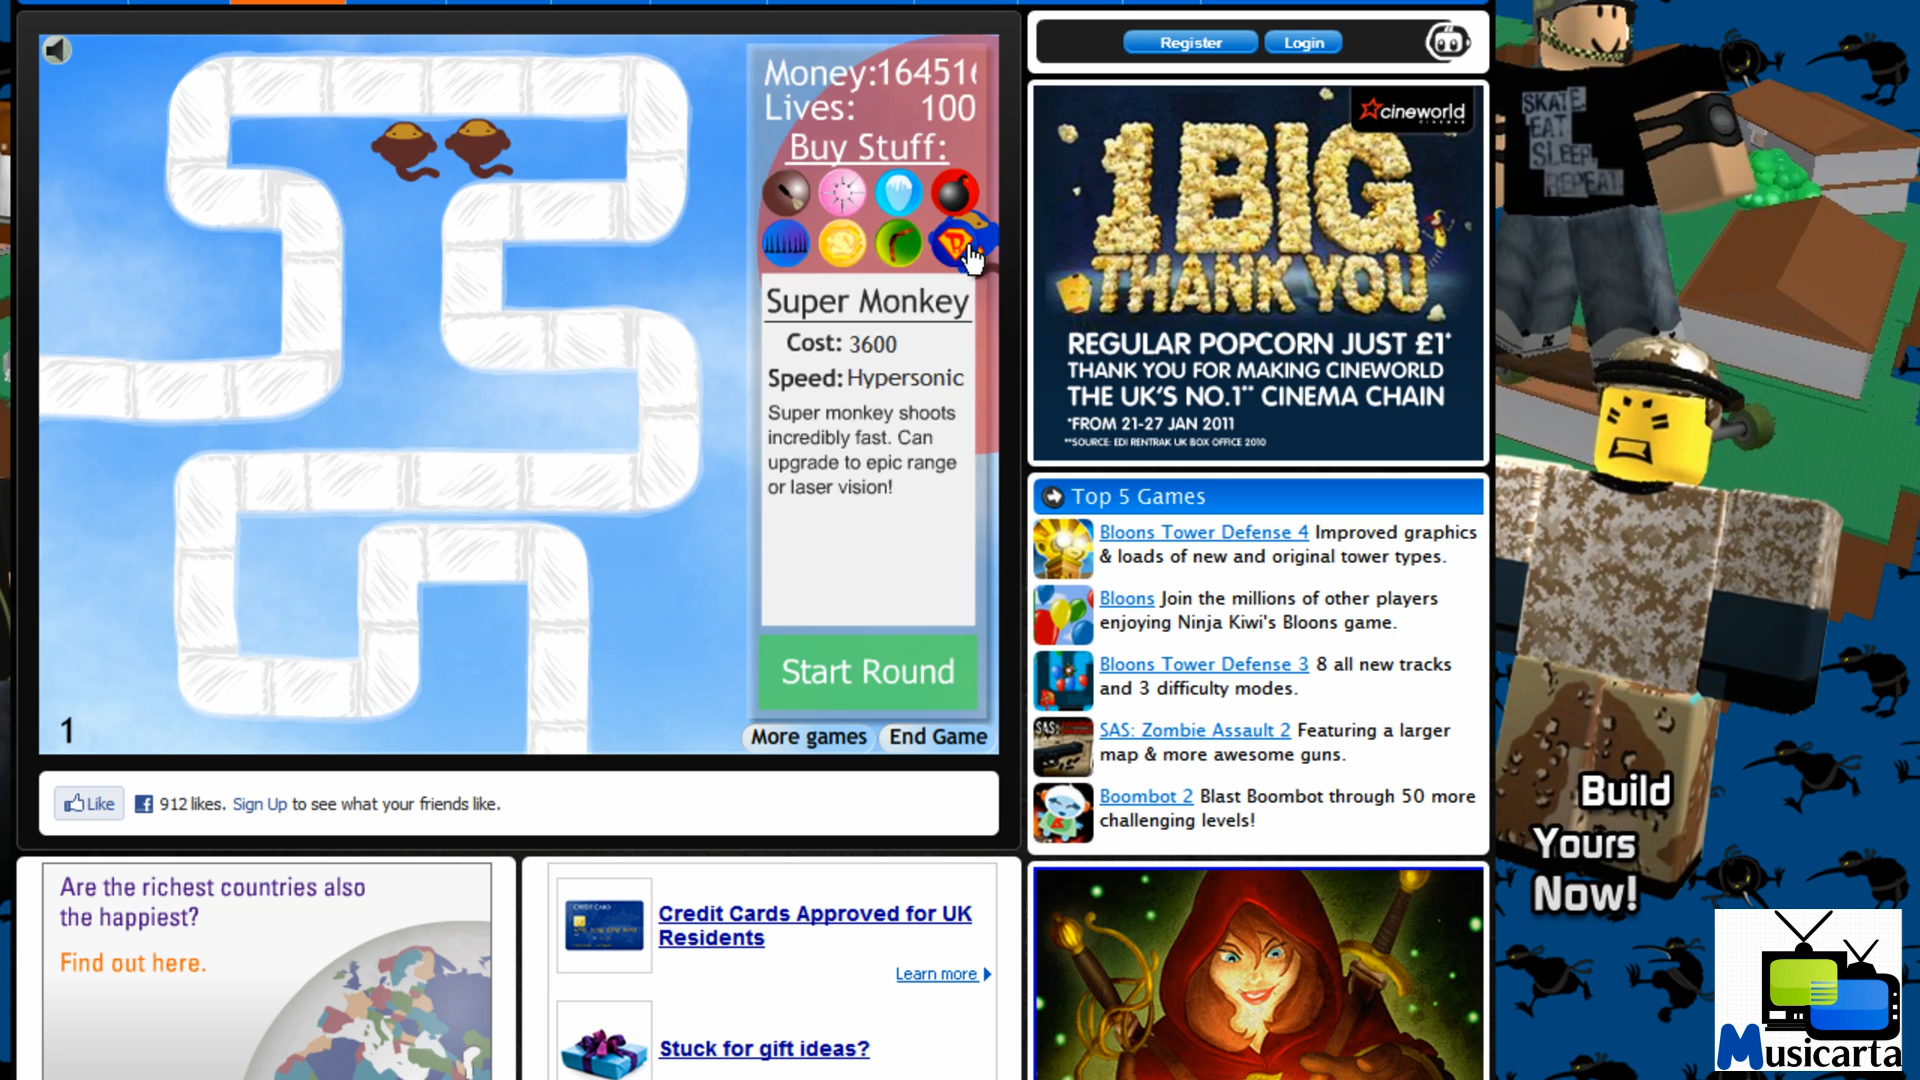 Money:16451
Lives: 100
Buy Stuff:
Super Monkey
Cost: 3600
Speed: Hypersonic
Super monkey shoots
incredibly fast. Can
upgrade to epic range
or laser vision!
Start Round
1
More games
End Game
Like
912 likes. Sign Up to see what your friends like.
Are the richest countries also
the happiest?
Find out here.
CREDIT CARD
Credit Cards Approved for UK
Residents
Learn more
Stuck for gift ideas?
Register
Login
cineworld
CINEMAS
1 BIG
THANK YOU
REGULAR POPCORN JUST £1*
THANK YOU FOR MAKING CINEWORLD
THE UK'S NO.1** CINEMA CHAIN
*FROM 21-27 JAN 2011
**SOURCE: EDI RENTRAK UK BOX OFFICE 2010
Top 5 Games
Bloons Tower Defense 4 Improved graphics
& loads of new and original tower types.
Bloons Join the millions of other players
enjoying Ninja Kiwi's Bloons game.
Bloons Tower Defense 3 8 all new tracks
and 3 difficulty modes.
SAS:
SAS: Zombie Assault 2 Featuring a larger
map & more awesome guns.
Boombot 2 Blast Boombot through 50 more
challenging levels!
SKATE
EAT
SLEEP
REPEAT
Build
Yours
Now!
Musicarta